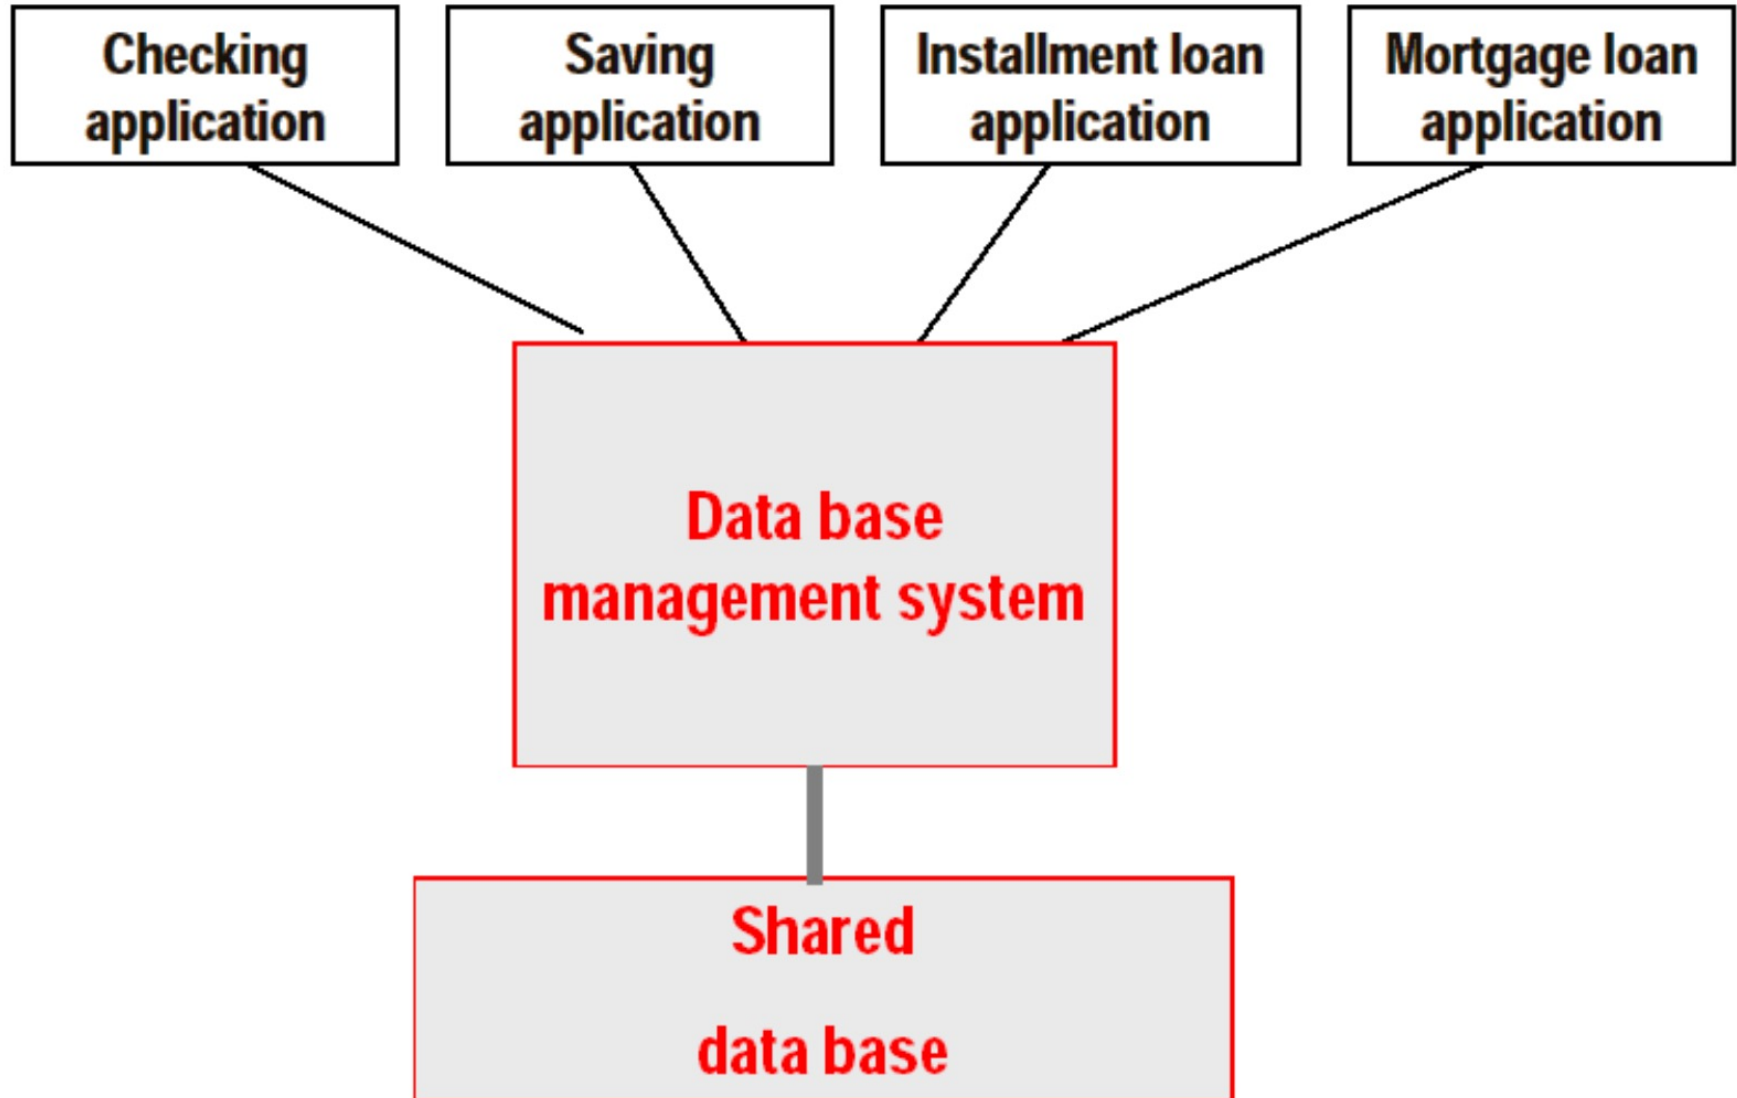 Checking
application
Saving
application
Installment loan
application
Mortgage loan
application
Data base
management system
Shared
data base